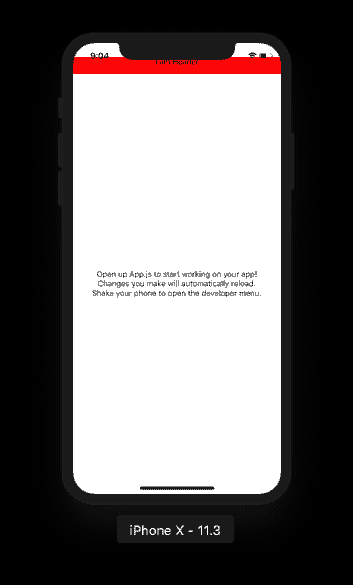 9:04
Open up App.js to start working on your app!
Changes you make will automatically reload.
Shake your phone to open the developer menu.
iPhone X - 11.3